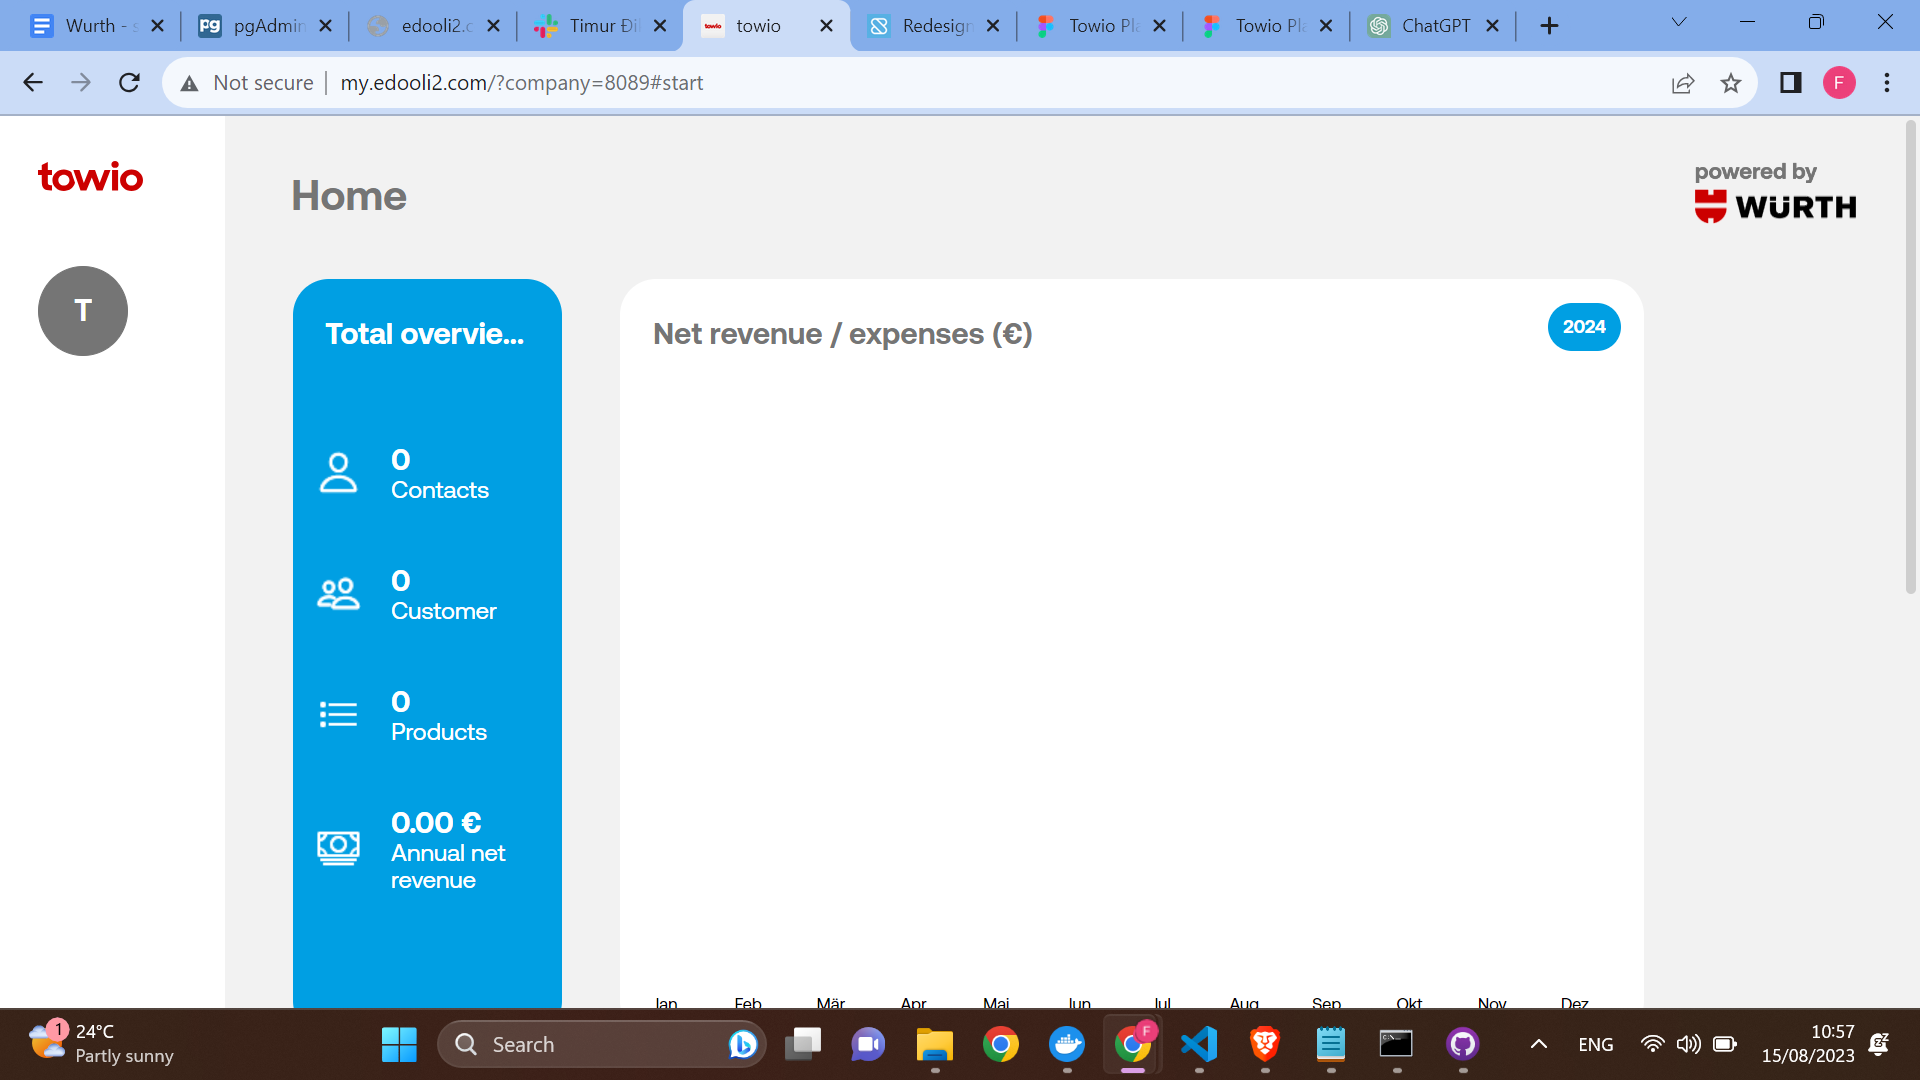 Wurth - s
pgAdmin
edooli2.c
Timur Đil
towio
Redesign
Towio Pla
Towio Pla
ChatGPT
Not secure
my.edooli2.com/?company=8089#start
F
towio
Home
powered by
WÜRTH
T
Total overvie...
Net revenue / expenses (€)
2024
0
Contacts
0
Customer
0
Products
0.00 €
Annual net
revenue
Jan Feb Mär Apr Mai Jun Jul Aug Sep Okt Nov Dez
1
24°C
Partly sunny
Search
F
ENG
10:57
15/08/2023